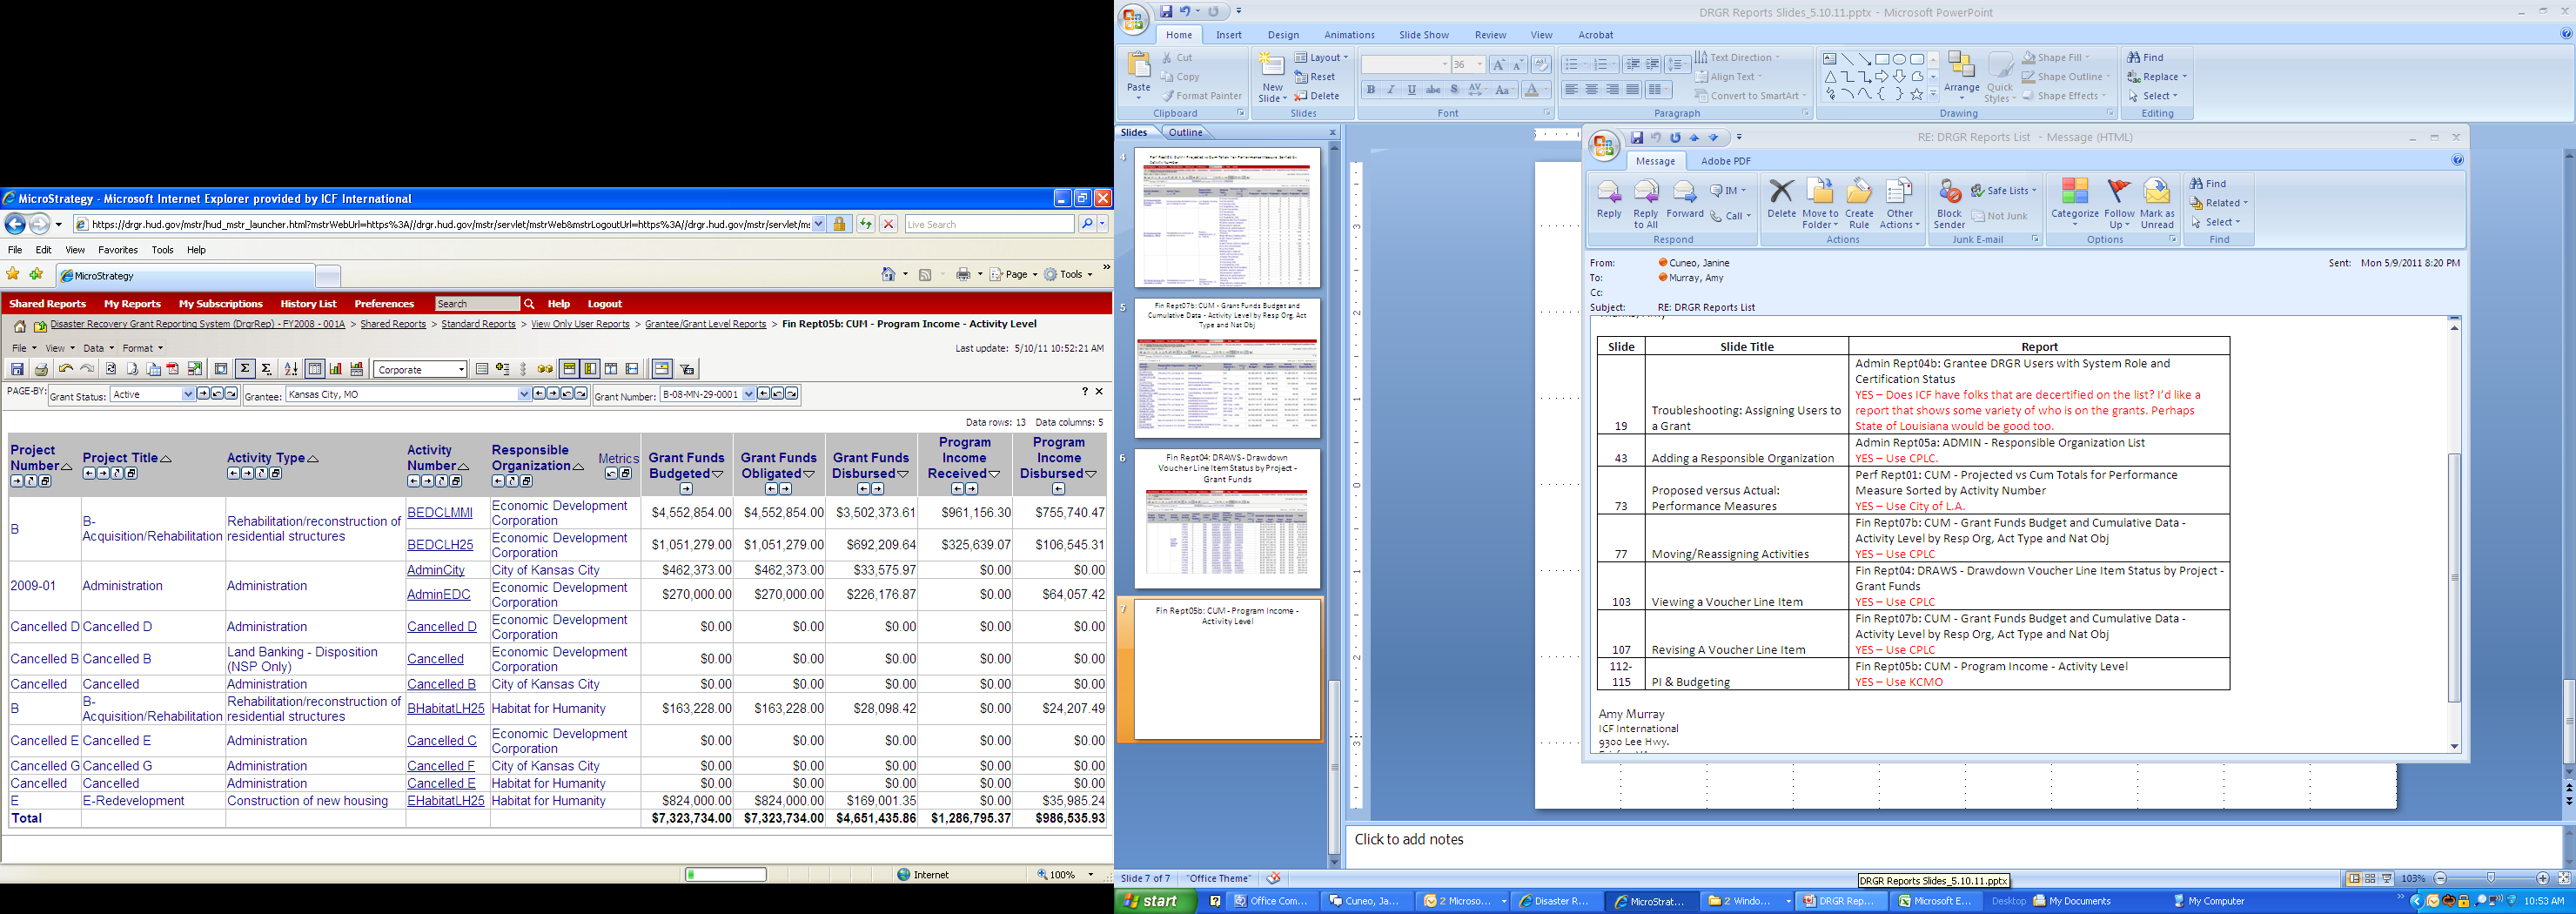 MicroStrategy - Microsoft Internet Explorer provided by ICF International
https://drgr.hud.gov/mstr/hud_mstr_launcher.html?mstrWebUrl=https%3A//drgr.hud.gov/mstr/servlet/mstrWeb&mstrLogoutUrl=https%3A//drgr.hud.gov/mstr/servlet/m
Live Search
File Edit View Favorites Tools Help
MicroStrategy
Page Tools
Shared Reports My Reports My Subscriptions History List Preferences Search Help Logout
Disaster Recovery Grant Reporting System (DrgrRep) - FY2008 - 001A > Shared Reports > Standard Reports > View Only User Reports > Grantee/Grant Level Reports > Fin Rept05b: CUM - Program Income - Activity Level
File View Data Format
Last update: 5/10/11 10:52:21 AM
Corporate
PAGE-BY: Grant Status: Active Grantee: Kansas City, MO Grant Number: B-08-MN-29-0001
Data rows: 13 Data columns: 5
Project Number Project Title Activity Type Activity Number Responsible Organization Metrics Grant Funds Budgeted Grant Funds Obligated Grant Funds Disbursed Program Income Received Program Income Disbursed
B B-Acquisition/Rehabilitation Rehabilitation/reconstruction of residential structures BEDCLMMI Economic Development Corporation $4,552,854.00 $4,552,854.00 $3,502,373.61 $961,156.30 $755,740.47
BEDCLH25 Economic Development Corporation $1,051,279.00 $1,051,279.00 $692,209.64 $325,639.07 $106,545.31
2009-01 Administration Administration AdminCity City of Kansas City $462,373.00 $462,373.00 $33,575.97 $0.00 $0.00
AdminEDC Economic Development Corporation $270,000.00 $270,000.00 $226,176.87 $0.00 $64,057.42
Cancelled D Cancelled D Administration Cancelled D Economic Development Corporation $0.00 $0.00 $0.00 $0.00 $0.00
Cancelled B Cancelled B Land Banking - Disposition (NSP Only) Cancelled Economic Development Corporation $0.00 $0.00 $0.00 $0.00 $0.00
Cancelled Cancelled Administration Cancelled B City of Kansas City $0.00 $0.00 $0.00 $0.00 $0.00
B B-Acquisition/Rehabilitation Rehabilitation/reconstruction of residential structures BHabitatLH25 Habitat for Humanity $163,228.00 $163,228.00 $28,098.42 $0.00 $24,207.49
Cancelled E Cancelled E Administration Cancelled C Economic Development Corporation $0.00 $0.00 $0.00 $0.00 $0.00
Cancelled G Cancelled G Administration Cancelled F City of Kansas City $0.00 $0.00 $0.00 $0.00 $0.00
Cancelled Cancelled Administration Cancelled E Habitat for Humanity $0.00 $0.00 $0.00 $0.00 $0.00
E E-Redevelopment Construction of new housing EHabitatLH25 Habitat for Humanity $824,000.00 $824,000.00 $169,001.35 $0.00 $35,985.24
Total $7,323,734.00 $7,323,734.00 $4,651,435.86 $1,286,795.37 $986,535.93
Internet 100%
DRGR Reports Slides_5.10.11.pptx - Microsoft PowerPoint
Home Insert Design Animations Slide Show Review View Acrobat
Paste Cut Copy Format Painter Clipboard
New Slide Layout Reset Delete Slides
36 Font
Text Direction Align Text Convert to SmartArt Paragraph
Arrange Quick Styles Shape Fill Shape Outline Shape Effects Drawing
Find Replace Select Editing
Slides Outline
4
5
Fin Rept07b: CUM - Grant Funds Budget and
Cumulative Data - Activity Level by Resp Org, Act
Type and Nat Obj
6
Fin Rept04: DRAWS - Drawdown
Voucher Line Item Status by Project -
Grant Funds
7
Fin Rept05b: CUM - Program Income -
Activity Level
RE: DRGR Reports List - Message (HTML)
Message Adobe PDF
Reply Reply to All Forward IM Call Respond
Delete Move to Folder Create Rule Other Actions Actions
Block Sender Safe Lists Not Junk Junk E-mail
Categorize Follow Up Mark as Unread Options
Find Related Select Find
From: Cuneo, Janine
Sent: Mon 5/9/2011 8:20 PM
To: Murray, Amy
Cc:
Subject: RE: DRGR Reports List
Slide Slide Title Report
Admin Rept04b: Grantee DRGR Users with System Role and
Certification Status
YES – Does ICF have folks that are decertified on the list? I'd like a
report that shows some variety of who is on the grants. Perhaps
State of Louisiana would be good too.
19 Troubleshooting: Assigning Users to a Grant
Admin Rept05a: ADMIN - Responsible Organization List
YES – Use CPLC.
43 Adding a Responsible Organization
Perf Rept01: CUM - Projected vs Cum Totals for Performance
Measure Sorted by Activity Number
YES – Use City of L.A.
73 Proposed versus Actual: Performance Measures
Fin Rept07b: CUM - Grant Funds Budget and Cumulative Data -
Activity Level by Resp Org, Act Type and Nat Obj
YES – Use CPLC
77 Moving/Reassigning Activities
Fin Rept04: DRAWS - Drawdown Voucher Line Item Status by Project -
Grant Funds
YES – Use CPLC
103 Viewing a Voucher Line Item
Fin Rept07b: CUM - Grant Funds Budget and Cumulative Data -
Activity Level by Resp Org, Act Type and Nat Obj
YES – Use CPLC
107 Revising A Voucher Line Item
Fin Rept05b: CUM - Program Income - Activity Level
YES – Use KCMO
112-115 PI & Budgeting
Amy Murray
ICF International
9300 Lee Hwy.
Click to add notes
Slide 7 of 7 "Office Theme"
DRGR Reports Slides_5.10.11.pptx
103%
start Office Com... Cuneo, Ja... 2 Microso... Disaster R... MicroStrat... 2 Windo... DRGR Rep... Microsoft E... Desktop My Documents My Computer 10:53 AM